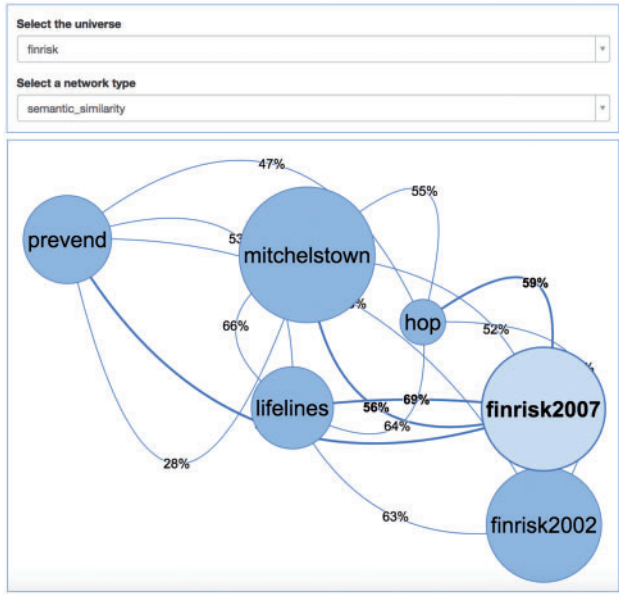 Select the universe
finrisk
Select a network type
semantic_similarity
47%
55%
prevend
mitchelstown
59%
hop
52%
66%
lifelines
69%
56%
finrisk2007
64%
28%
63%
finrisk2002